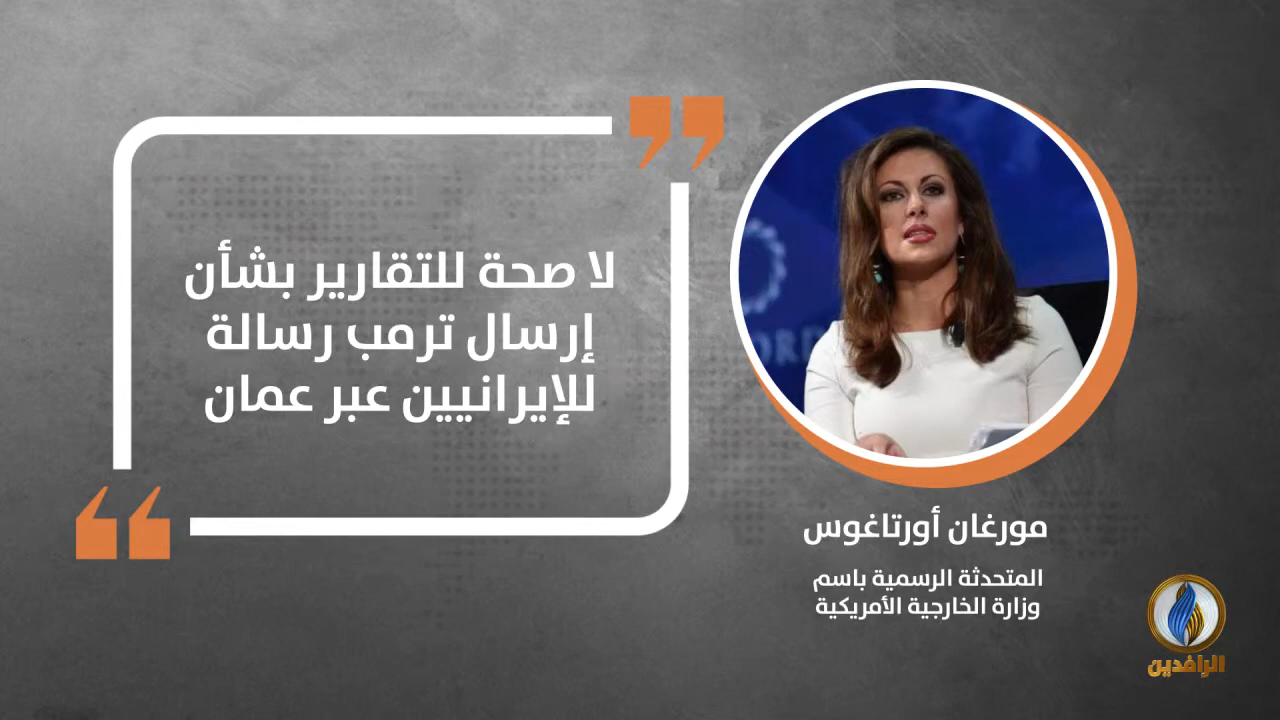 لا صحة للتقارير بشأن
إرسال ترمب رسالة
للإيرانيين عبر عمان
مورغان أورتاغوس
المتحدثة الرسمية باسم
وزارة الخارجية الأمريكية
الرافدين